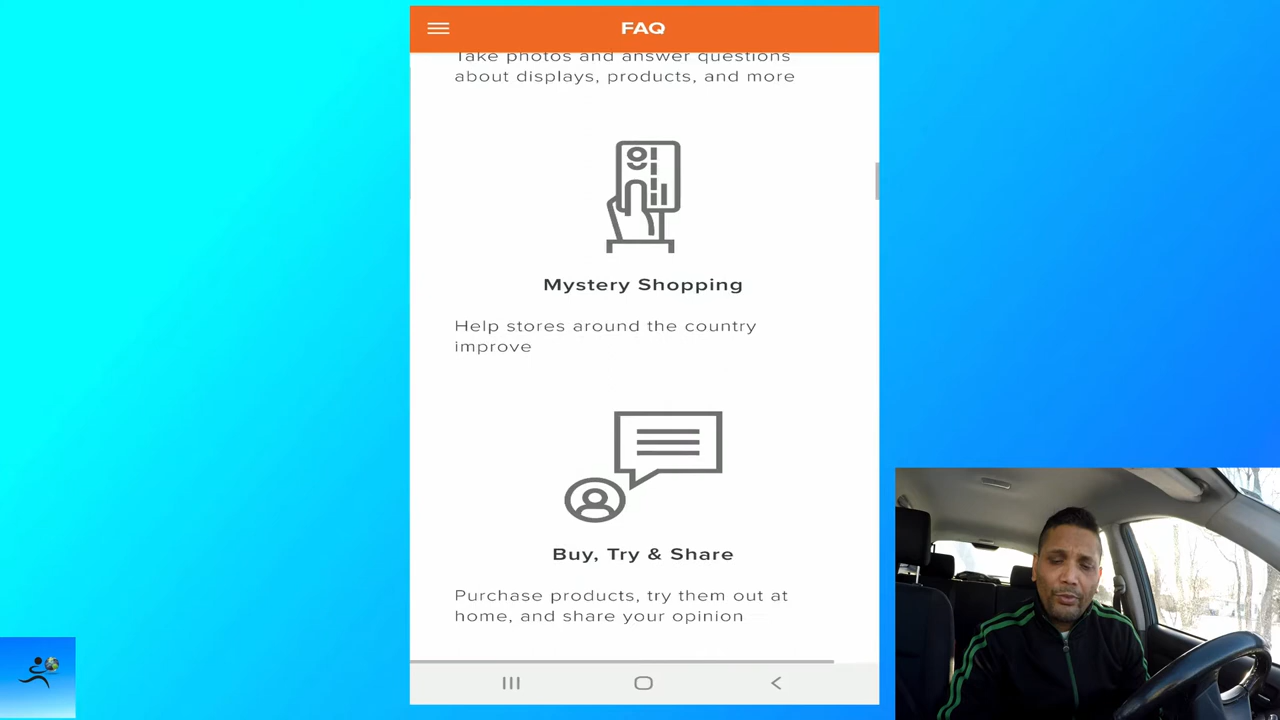 FAQ
Take photos and answer questions
about displays, products, and more
Mystery Shopping
Help stores around the country
improve
Buy, Try & Share
Purchase products, try them out at
home, and share your opinion